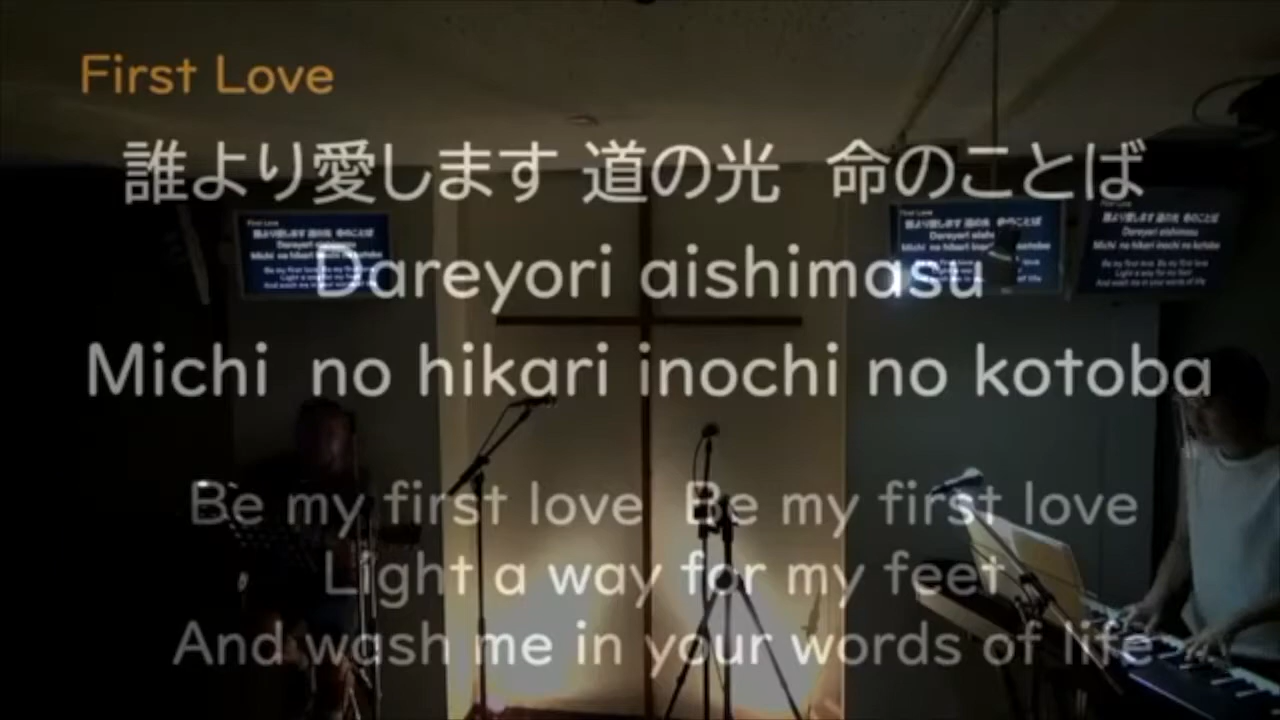 First Love
誰より愛します 道の光 命のことば
Dareyori aishimasu
Michi no hikari inochi no kotoba
Be my first love Be my first love
Light a way for my feet
And wash me in your words of life